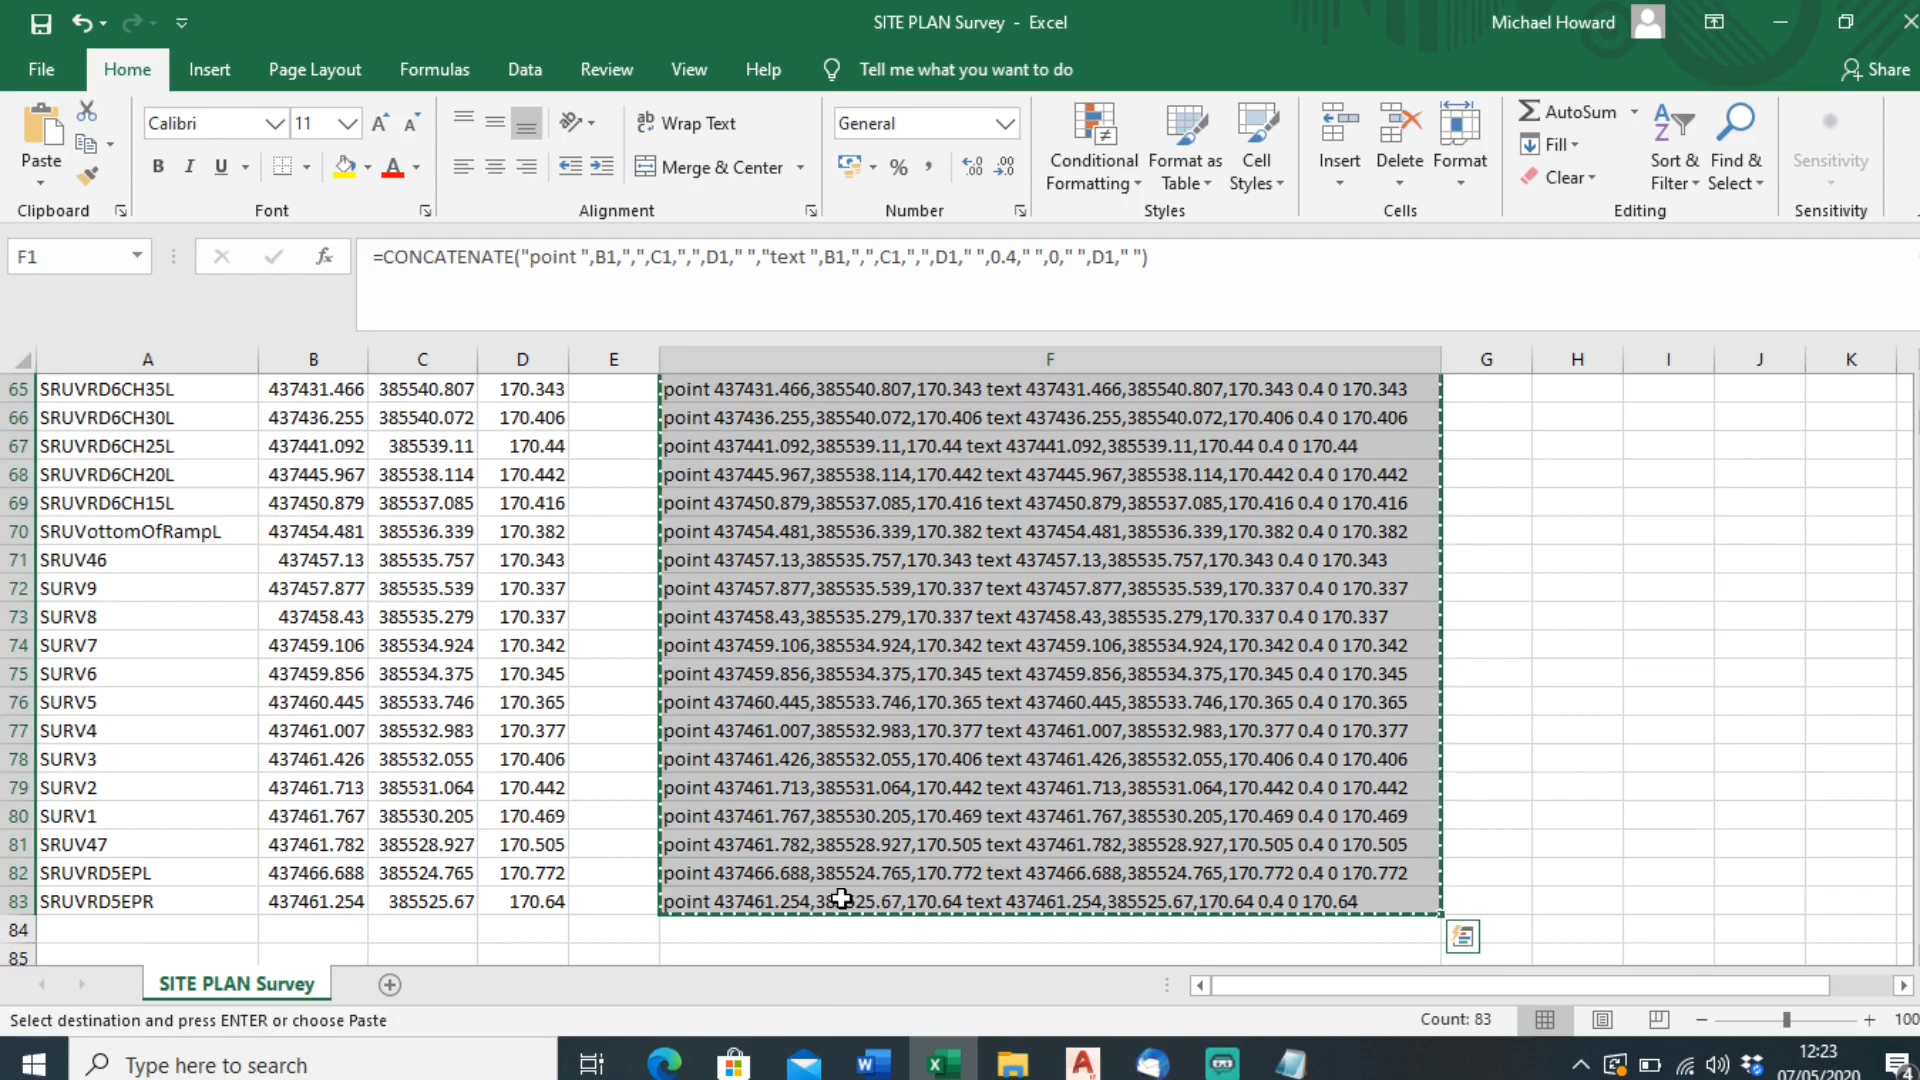 SITE PLAN Survey - Excel
Michael Howard
File Home Insert Page Layout Formulas Data Review View Help Tell me what you want to do
Share
Paste
Clipboard
Calibri 11
B I U
Font
Wrap Text
Merge & Center
Alignment
General
Number
Conditional Formatting
Format as Table
Cell Styles
Styles
Insert Delete Format
Cells
AutoSum
Fill
Clear
Sort & Filter
Find & Select
Editing
Sensitivity
Sensitivity
F1
fx
=CONCATENATE("point ",B1,",",C1,",",D1," ","text ",B1,",",C1,",",D1," ",0.4," ",0," ",D1," ")
A B C D E F G H I J K
65 SRUVRD6CH35L 437431.466 385540.807 170.343 point 437431.466,385540.807,170.343 text 437431.466,385540.807,170.343 0.4 0 170.343
66 SRUVRD6CH30L 437436.255 385540.072 170.406 point 437436.255,385540.072,170.406 text 437436.255,385540.072,170.406 0.4 0 170.406
67 SRUVRD6CH25L 437441.092 385539.11 170.44 point 437441.092,385539.11,170.44 text 437441.092,385539.11,170.44 0.4 0 170.44
68 SRUVRD6CH20L 437445.967 385538.114 170.442 point 437445.967,385538.114,170.442 text 437445.967,385538.114,170.442 0.4 0 170.442
69 SRUVRD6CH15L 437450.879 385537.085 170.416 point 437450.879,385537.085,170.416 text 437450.879,385537.085,170.416 0.4 0 170.416
70 SRUVottomOfRampL 437454.481 385536.339 170.382 point 437454.481,385536.339,170.382 text 437454.481,385536.339,170.382 0.4 0 170.382
71 SRUV46 437457.13 385535.757 170.343 point 437457.13,385535.757,170.343 text 437457.13,385535.757,170.343 0.4 0 170.343
72 SURV9 437457.877 385535.539 170.337 point 437457.877,385535.539,170.337 text 437457.877,385535.539,170.337 0.4 0 170.337
73 SURV8 437458.43 385535.279 170.337 point 437458.43,385535.279,170.337 text 437458.43,385535.279,170.337 0.4 0 170.337
74 SURV7 437459.106 385534.924 170.342 point 437459.106,385534.924,170.342 text 437459.106,385534.924,170.342 0.4 0 170.342
75 SURV6 437459.856 385534.375 170.345 point 437459.856,385534.375,170.345 text 437459.856,385534.375,170.345 0.4 0 170.345
76 SURV5 437460.445 385533.746 170.365 point 437460.445,385533.746,170.365 text 437460.445,385533.746,170.365 0.4 0 170.365
77 SURV4 437461.007 385532.983 170.377 point 437461.007,385532.983,170.377 text 437461.007,385532.983,170.377 0.4 0 170.377
78 SURV3 437461.426 385532.055 170.406 point 437461.426,385532.055,170.406 text 437461.426,385532.055,170.406 0.4 0 170.406
79 SURV2 437461.713 385531.064 170.442 point 437461.713,385531.064,170.442 text 437461.713,385531.064,170.442 0.4 0 170.442
80 SURV1 437461.767 385530.205 170.469 point 437461.767,385530.205,170.469 text 437461.767,385530.205,170.469 0.4 0 170.469
81 SRUV47 437461.782 385528.927 170.505 point 437461.782,385528.927,170.505 text 437461.782,385528.927,170.505 0.4 0 170.505
82 SRUVRD5EPL 437466.688 385524.765 170.772 point 437466.688,385524.765,170.772 text 437466.688,385524.765,170.772 0.4 0 170.772
83 SRUVRD5EPR 437461.254 385525.67 170.64 point 437461.254,385525.67,170.64 text 437461.254,385525.67,170.64 0.4 0 170.64
84
85
SITE PLAN Survey
Select destination and press ENTER or choose Paste
Count: 83
100
Type here to search
12:23
07/05/2020
4